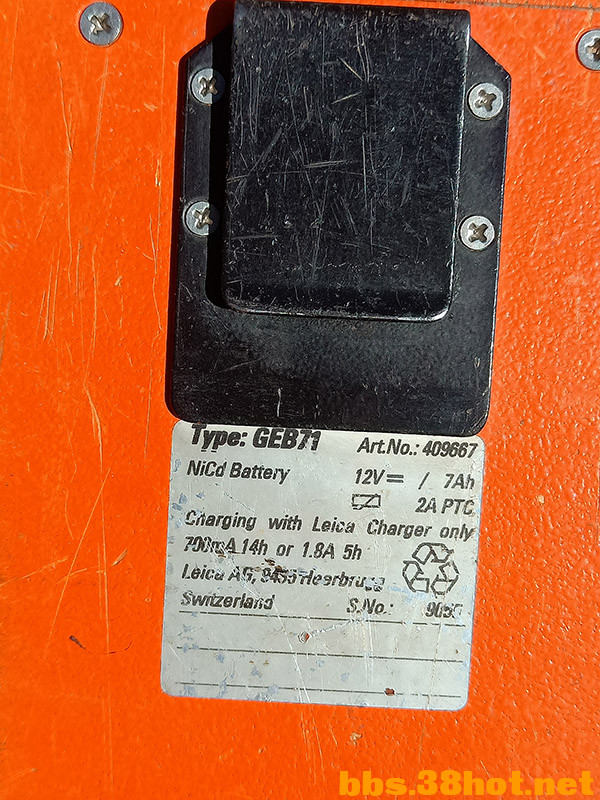 Type: GEB71 Art.No.: 409667
NiCd Battery 12V / 7Ah
2A PTC
Charging with Leica Charger only
700mA 14h or 1.8A 5h
Leica AG, Heerbrugg
Switzerland S.No.:
bbs.38hot.net